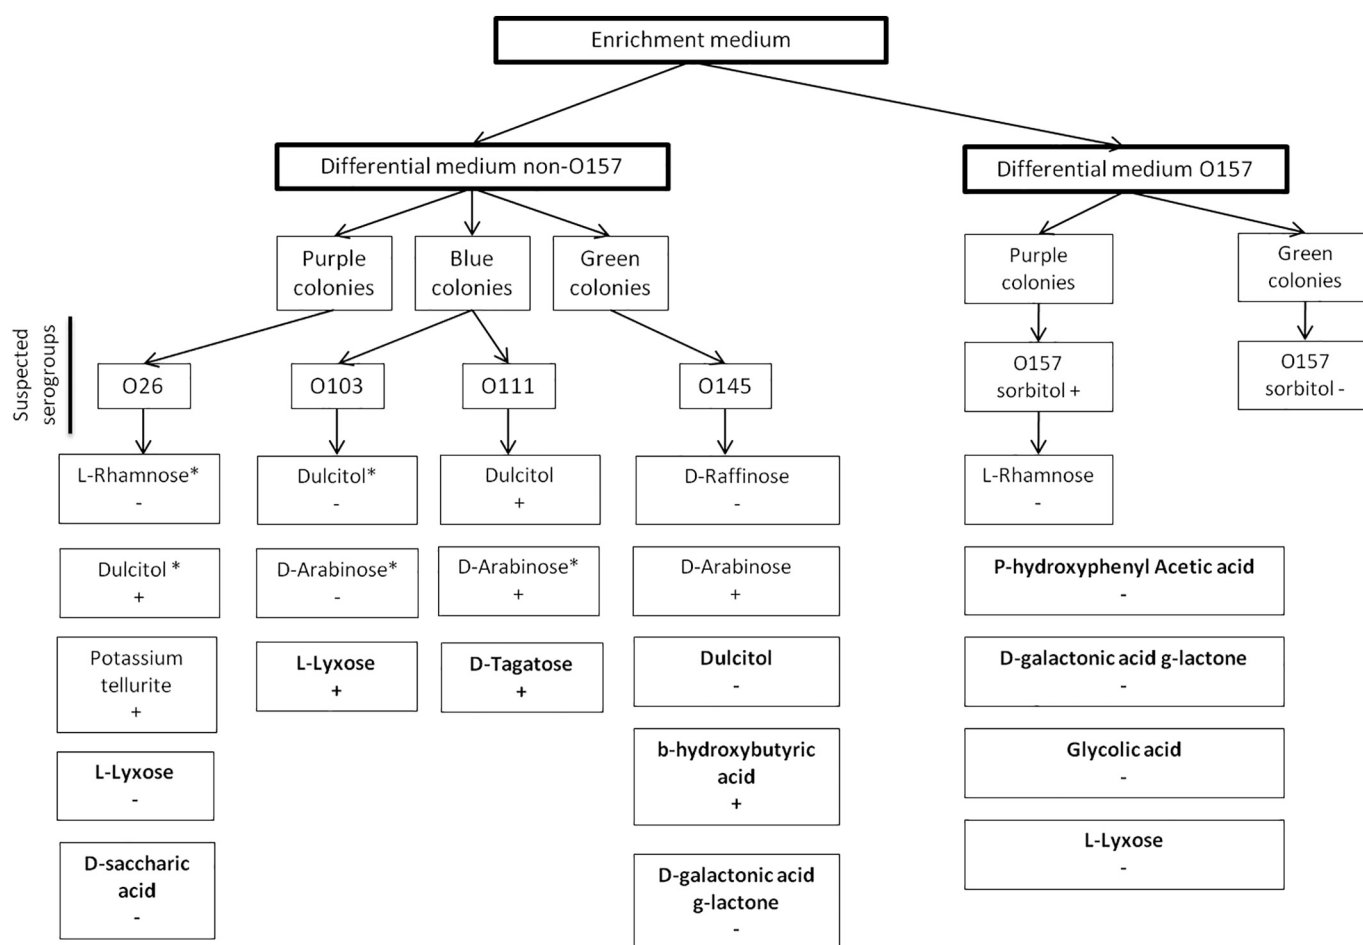 Enrichment medium
Differential medium non-O157
Differential medium O157
Purple
colonies
Blue
colonies
Green
colonies
Purple
colonies
Green
colonies
Suspected
serogroups
O26
O103
O111
O145
O157
sorbitol +
O157
sorbitol -
L-Rhamnose*
-
Dulcitol *
+
Potassium
tellurite
+
L-Lyxose
-
D-saccharic
acid
-
Dulcitol*
-
D-Arabinose*
-
L-Lyxose
+
Dulcitol
+
D-Arabinose*
+
D-Tagatose
+
D-Raffinose
-
D-Arabinose
+
Dulcitol
-
b-hydroxybutyric
acid
+
D-galactonic acid
g-lactone
-
L-Rhamnose
-
P-hydroxyphenyl Acetic acid
-
D-galactonic acid g-lactone
-
Glycolic acid
-
L-Lyxose
-